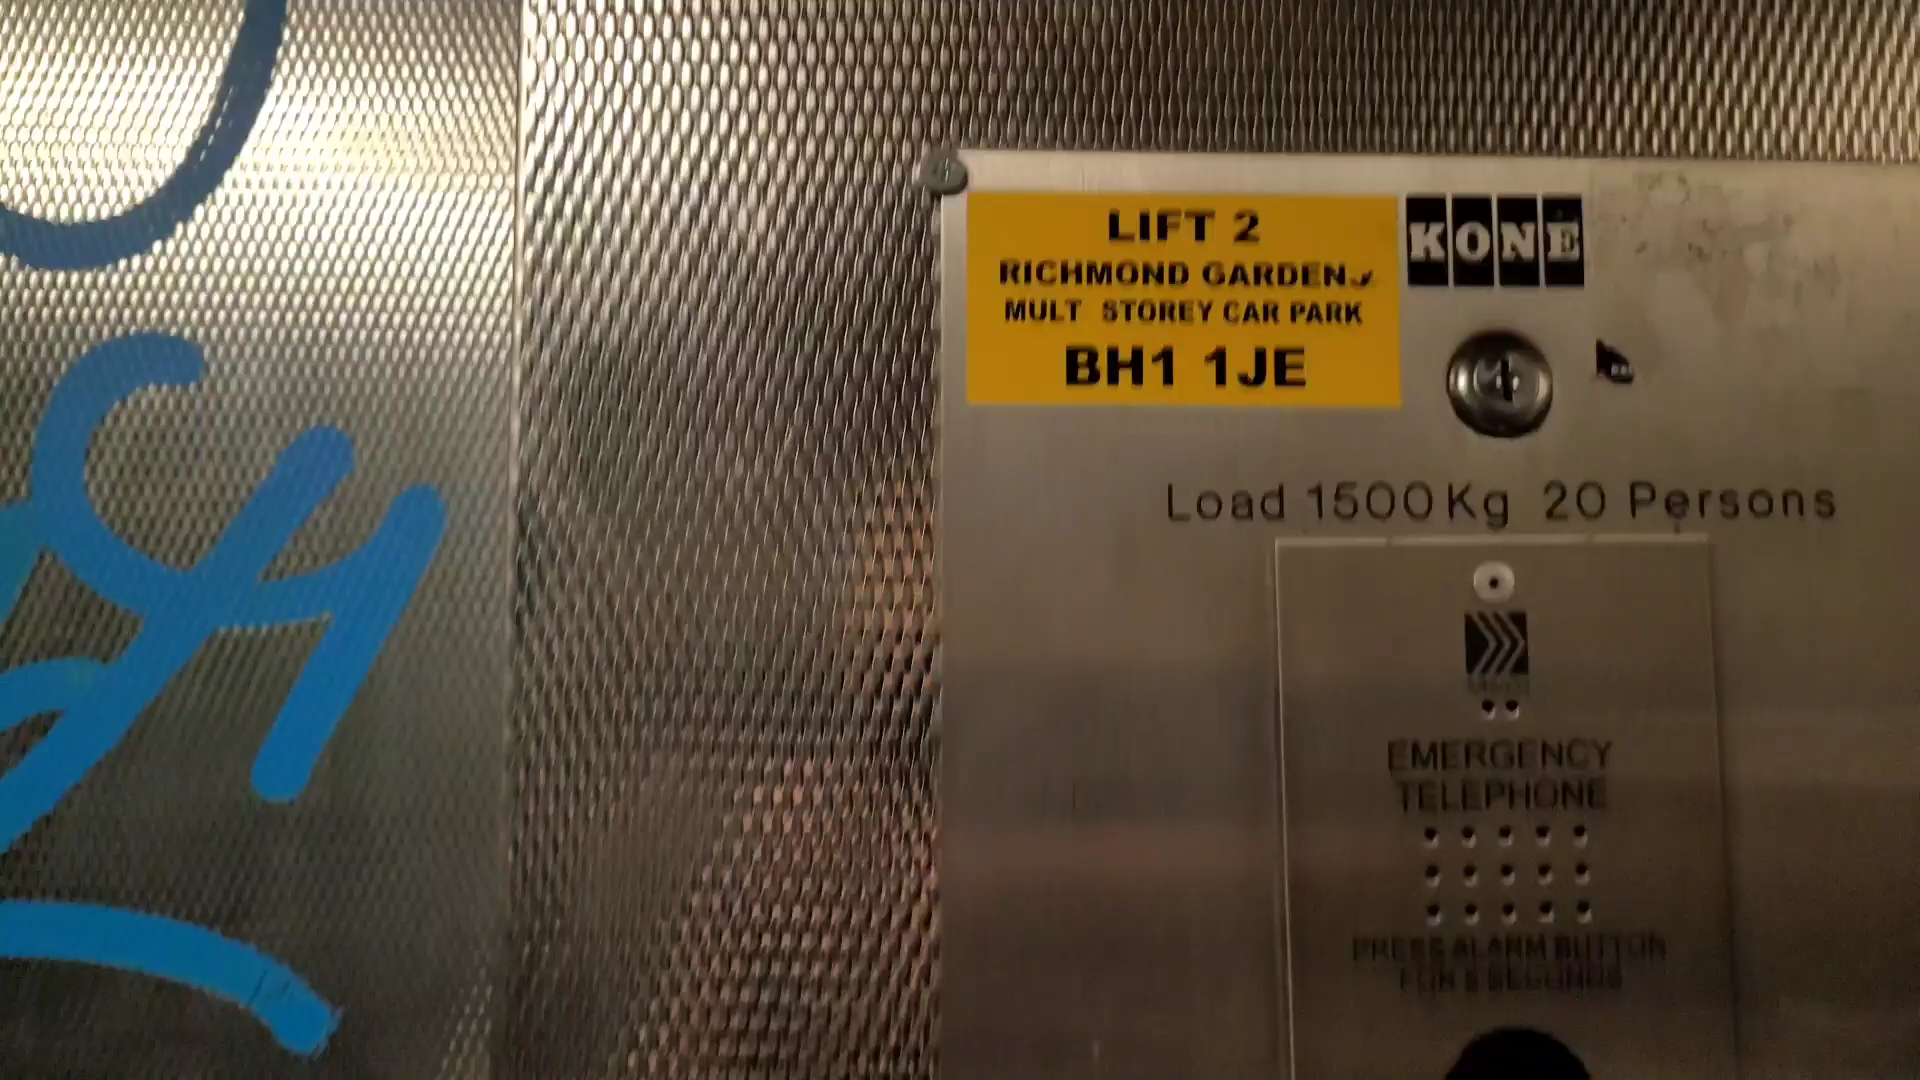 LIFT 2
RICHMOND GARDENS
MULT STOREY CAR PARK
BH1 1JE
KONE
Load 1500Kg 20 Persons
EMERGENCY
TELEPHONE
PRESS ALARM BUTTON
FOR 5 SECONDS